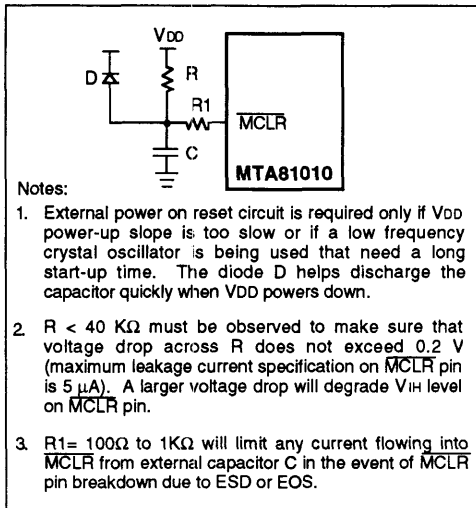 VDD
D
R
R1
MCLR
C
MTA81010
Notes:
1. External power on reset circuit is required only if VDD
power-up slope is too slow or if a low frequency
crystal oscillator is being used that need a long
start-up time. The diode D helps discharge the
capacitor quickly when VDD powers down.
2. R < 40 KΩ must be observed to make sure that
voltage drop across R does not exceed 0.2 V
(maximum leakage current specification on MCLR pin
is 5 µA). A larger voltage drop will degrade VIH level
on MCLR pin.
3. R1= 100Ω to 1KΩ will limit any current flowing into
MCLR from external capacitor C in the event of MCLR
pin breakdown due to ESD or EOS.